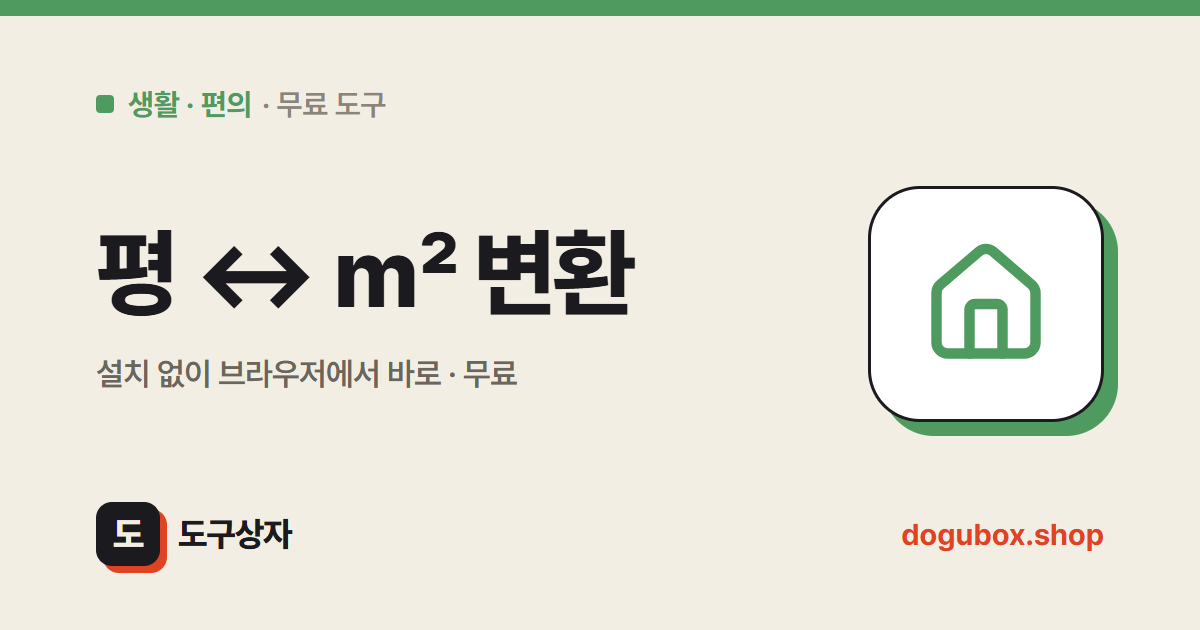 생활 · 편의 · 무료 도구
평 ↔ m² 변환
설치 없이 브라우저에서 바로 · 무료
도 도구상자
dogubox.shop